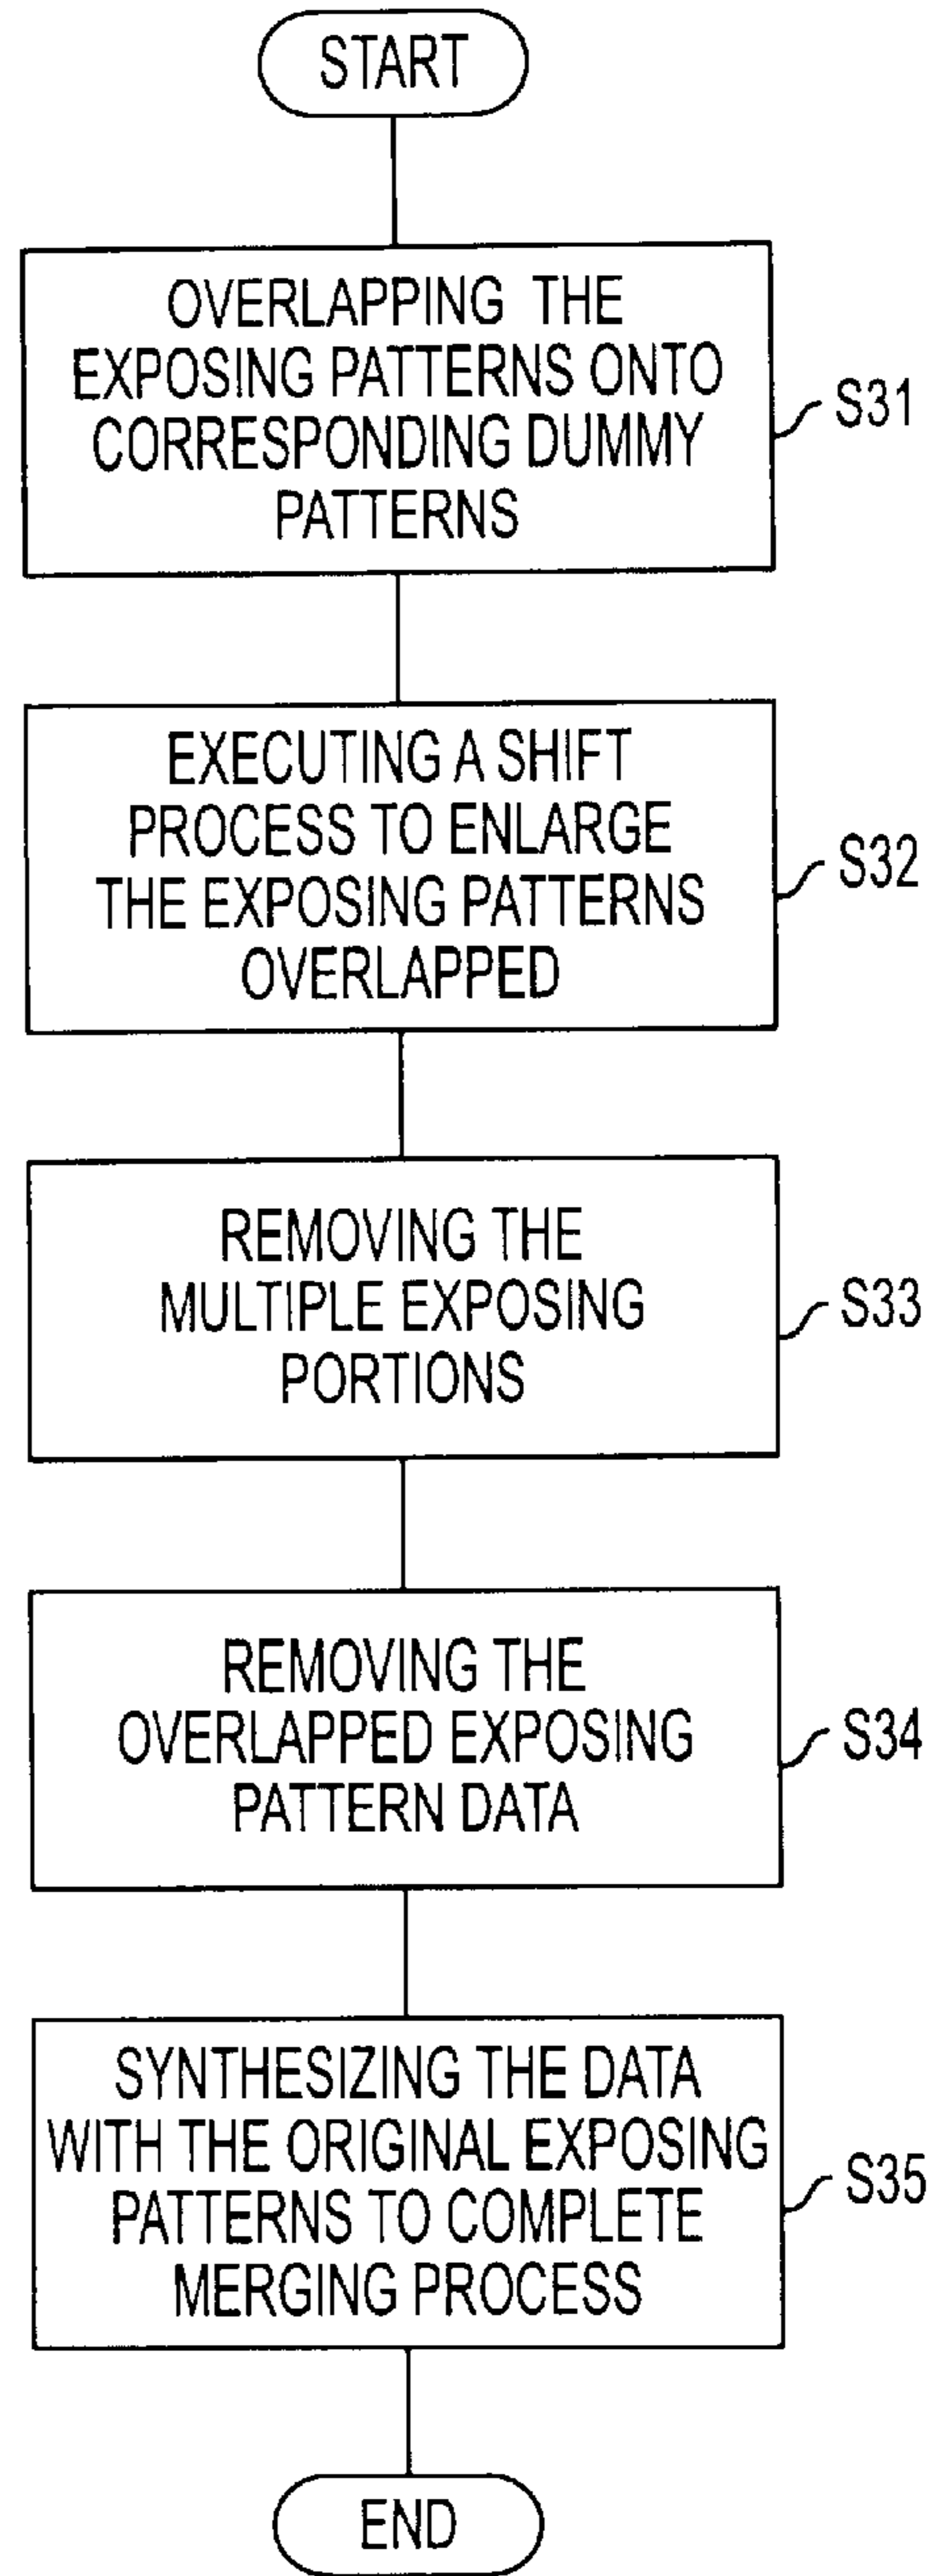 START
OVERLAPPING THE
EXPOSING PATTERNS ONTO
CORRESPONDING DUMMY
PATTERNS
S31
EXECUTING A SHIFT
PROCESS TO ENLARGE
THE EXPOSING PATTERNS
OVERLAPPED
S32
REMOVING THE
MULTIPLE EXPOSING
PORTIONS
S33
REMOVING THE
OVERLAPPED EXPOSING
PATTERN DATA
S34
SYNTHESIZING THE DATA
WITH THE ORIGINAL EXPOSING
PATTERNS TO COMPLETE
MERGING PROCESS
S35
END